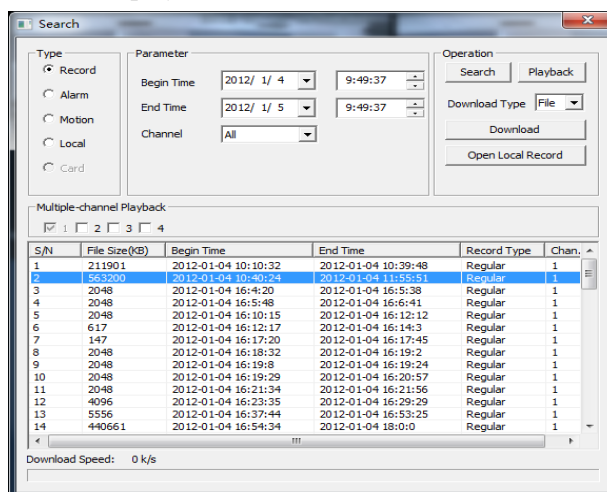 Search
Type
Record
Alarm
Motion
Local
Card
Parameter
Begin Time 2012/ 1/ 4 9:49:37
End Time 2012/ 1/ 5 9:49:37
Channel All
Operation
Search Playback
Download Type File
Download
Open Local Record
Multiple-channel Playback
1 2 3 4
S/N File Size(KB) Begin Time End Time Record Type Chan.
1 211901 2012-01-04 10:10:32 2012-01-04 10:39:48 Regular 1
2 563200 2012-01-04 10:40:24 2012-01-04 11:55:51 Regular 1
3 2048 2012-01-04 16:4:20 2012-01-04 16:5:38 Regular 1
4 2048 2012-01-04 16:5:48 2012-01-04 16:6:41 Regular 1
5 2048 2012-01-04 16:10:15 2012-01-04 16:12:12 Regular 1
6 617 2012-01-04 16:12:17 2012-01-04 16:14:3 Regular 1
7 147 2012-01-04 16:17:20 2012-01-04 16:17:45 Regular 1
8 2048 2012-01-04 16:18:32 2012-01-04 16:19:2 Regular 1
9 2048 2012-01-04 16:19:8 2012-01-04 16:19:24 Regular 1
10 2048 2012-01-04 16:19:29 2012-01-04 16:20:57 Regular 1
11 2048 2012-01-04 16:21:34 2012-01-04 16:21:56 Regular 1
12 4096 2012-01-04 16:23:35 2012-01-04 16:29:29 Regular 1
13 5556 2012-01-04 16:37:44 2012-01-04 16:53:25 Regular 1
14 440661 2012-01-04 16:54:34 2012-01-04 18:0:0 Regular 1
Download Speed: 0 k/s